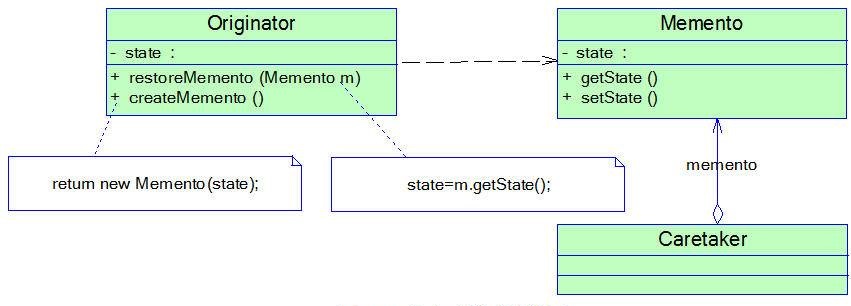 Originator
- state :
+ restoreMemento (Memento m)
+ createMemento ()
Memento
- state :
+ getState ()
+ setState ()
return new Memento(state);
state=m.getState();
memento
Caretaker